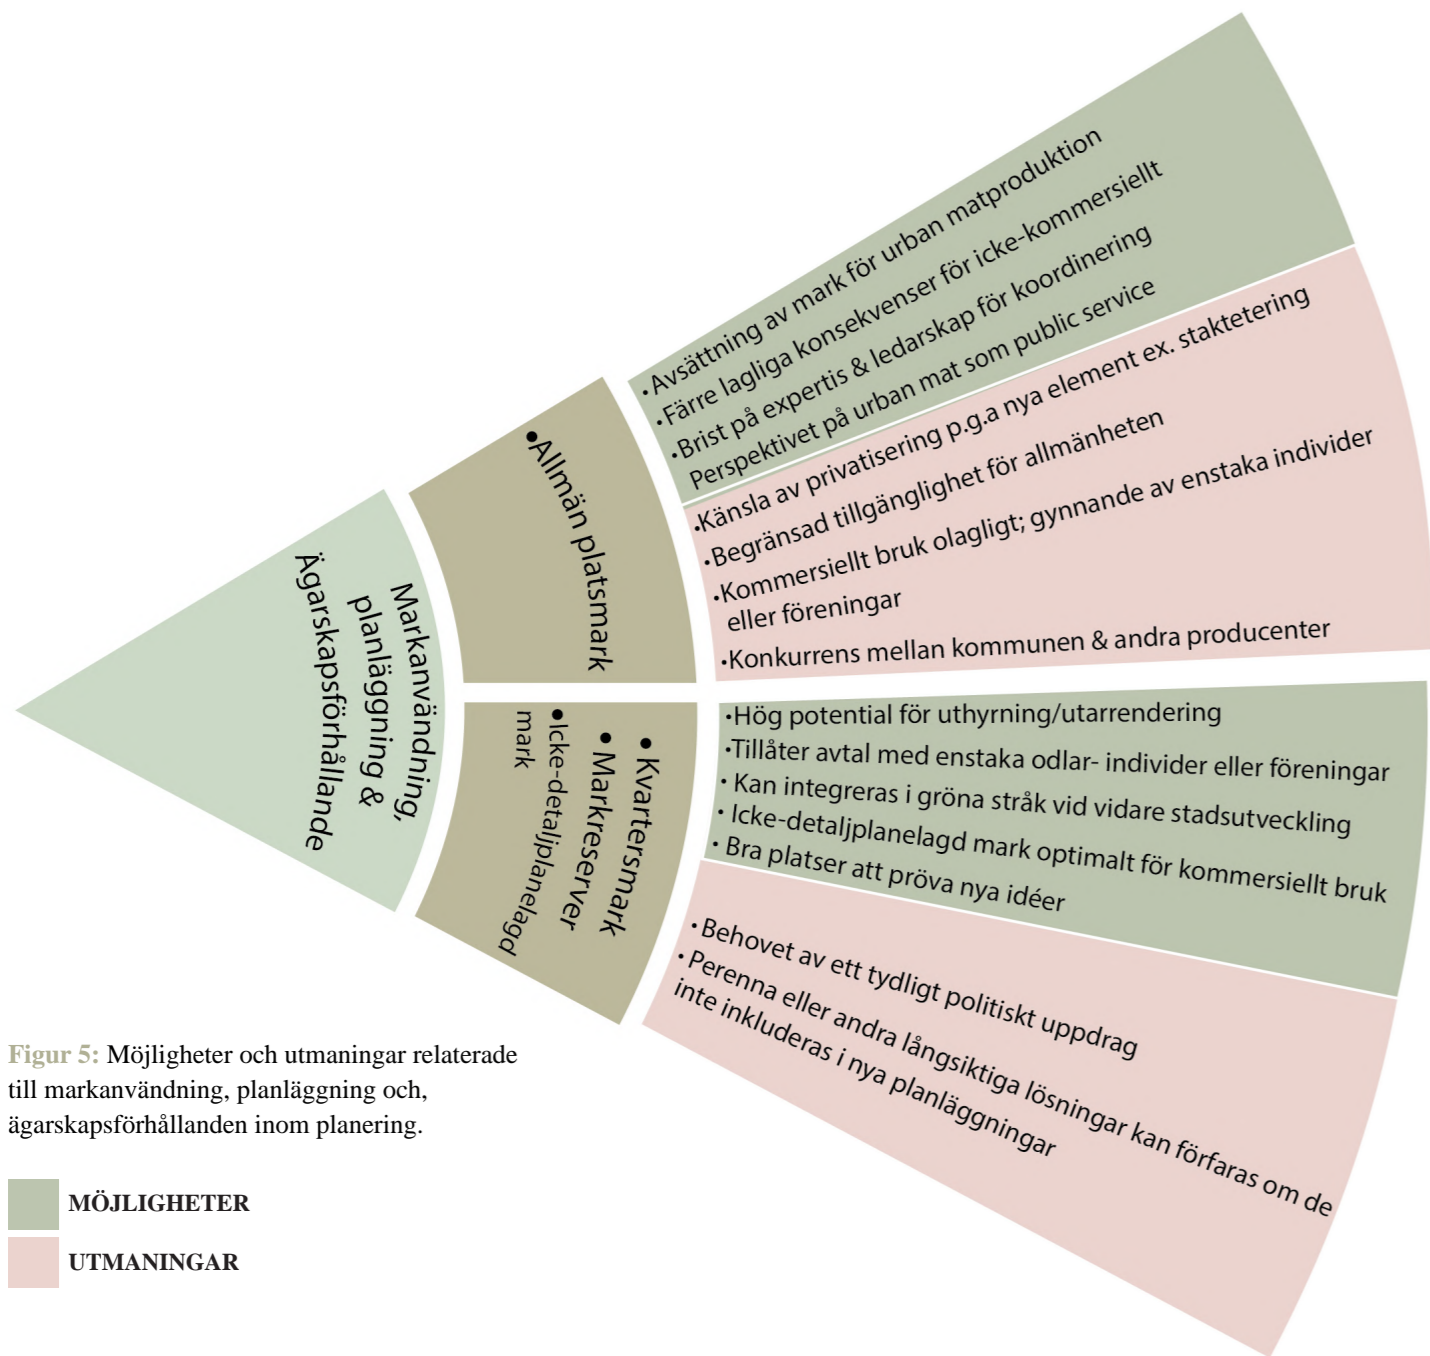 Markanvändning,
planläggning &
Ägarskapsförhållande
•Allmän platsmark
• Kvartersmark
• Markreserver
•Icke-detaljplanelagd
mark
•Avsättning av mark för urban matproduktion
•Färre lagliga konsekvenser för icke-kommersiellt
•Brist på expertis & ledarskap för koordinering
Perspektivet på urban mat som public service
•Känsla av privatisering p.g.a nya element ex. staktetering
•Begränsad tillgänglighet för allmänheten
•Kommersiellt bruk olagligt; gynnande av enstaka individer
eller föreningar
•Konkurrens mellan kommunen & andra producenter
•Hög potential för uthyrning/utarrendering
•Tillåter avtal med enstaka odlar- individer eller föreningar
• Kan integreras i gröna stråk vid vidare stadsutveckling
• Icke-detaljplanelagd mark optimalt för kommersiellt bruk
• Bra platser att pröva nya idéer
• Behovet av ett tydligt politiskt uppdrag
• Perenna eller andra långsiktiga lösningar kan förfaras om de
inte inkluderas i nya planläggningar
Figur 5: Möjligheter och utmaningar relaterade
till markanvändning, planläggning och,
ägarskapsförhållanden inom planering.
MÖJLIGHETER
UTMANINGAR